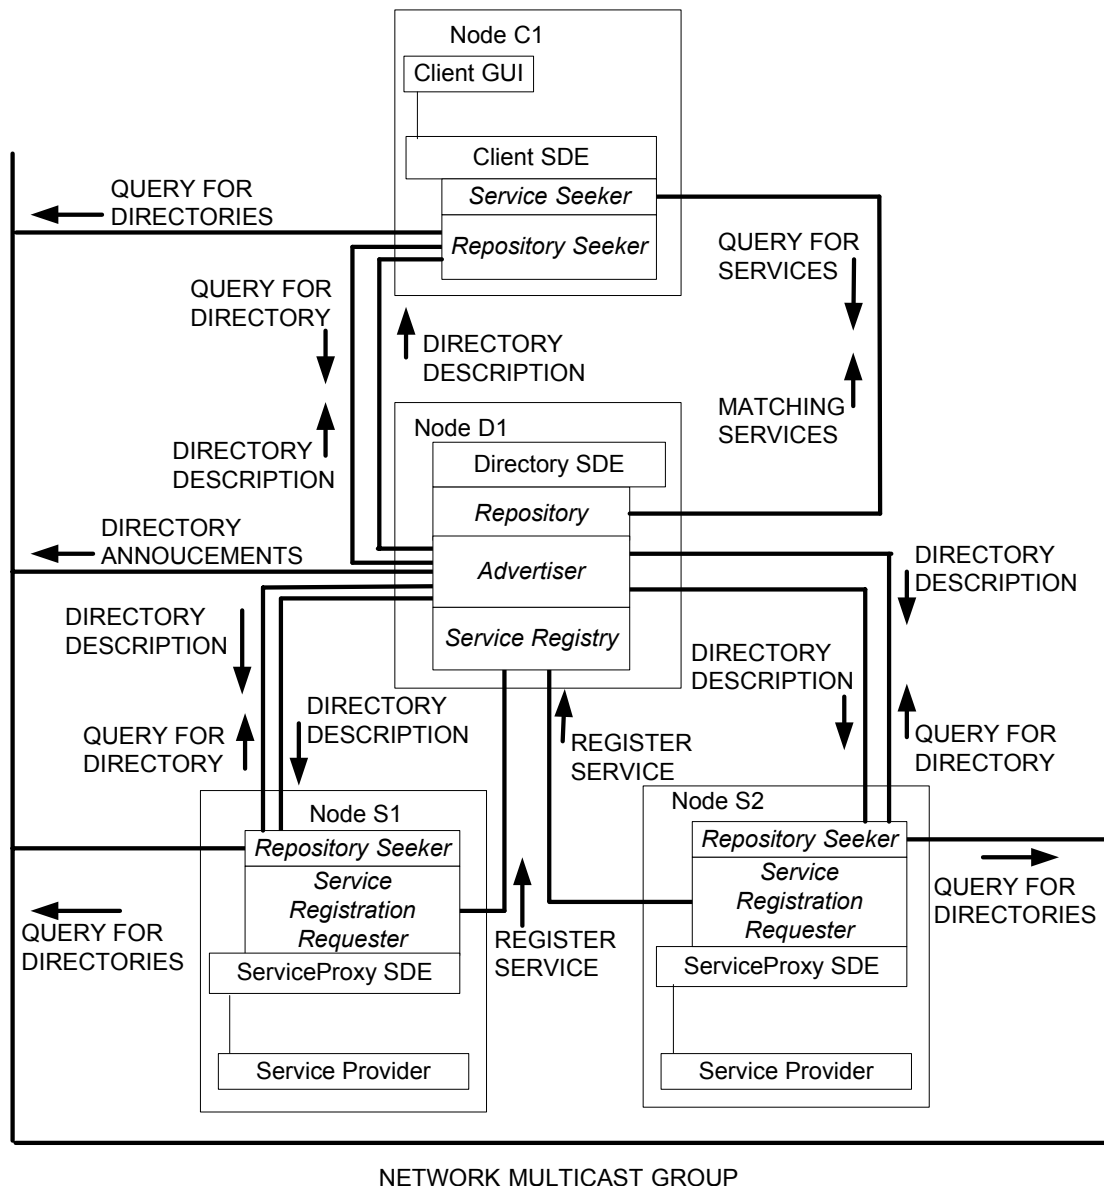 Node C1
Client GUI
Client SDE
Service Seeker
Repository Seeker
QUERY FOR
DIRECTORIES
QUERY FOR
SERVICES
QUERY FOR
DIRECTORY
DIRECTORY
DESCRIPTION
MATCHING
SERVICES
DIRECTORY
DESCRIPTION
Node D1
Directory SDE
Repository
Advertiser
Service Registry
DIRECTORY
ANNOUCEMENTS
DIRECTORY
DESCRIPTION
DIRECTORY
DESCRIPTION
DIRECTORY
DESCRIPTION
DIRECTORY
DESCRIPTION
QUERY FOR
DIRECTORY
REGISTER
SERVICE
QUERY FOR
DIRECTORY
Node S1
Repository Seeker
Service
Registration
Requester
ServiceProxy SDE
Service Provider
QUERY FOR
DIRECTORIES
REGISTER
SERVICE
Node S2
Repository Seeker
Service
Registration
Requester
ServiceProxy SDE
Service Provider
QUERY FOR
DIRECTORIES
NETWORK MULTICAST GROUP